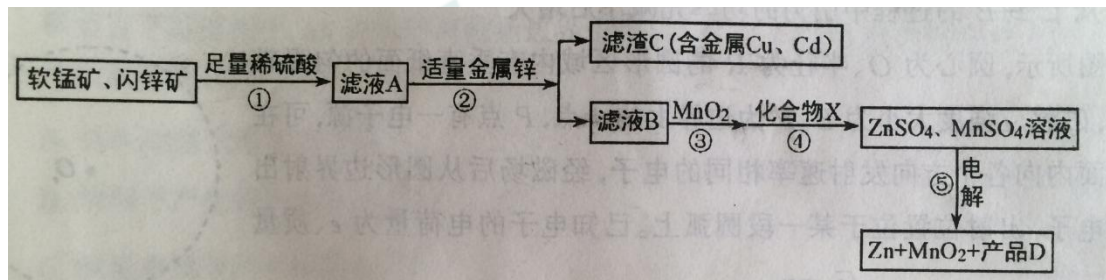 软锰矿、闪锌矿
足量稀硫酸
①
滤液A
适量金属锌
②
滤渣C(含金属Cu、Cd)
滤液B
MnO₂
③
化合物X
④
ZnSO₄、MnSO₄溶液
⑤
电解
Zn+MnO₂+产品D